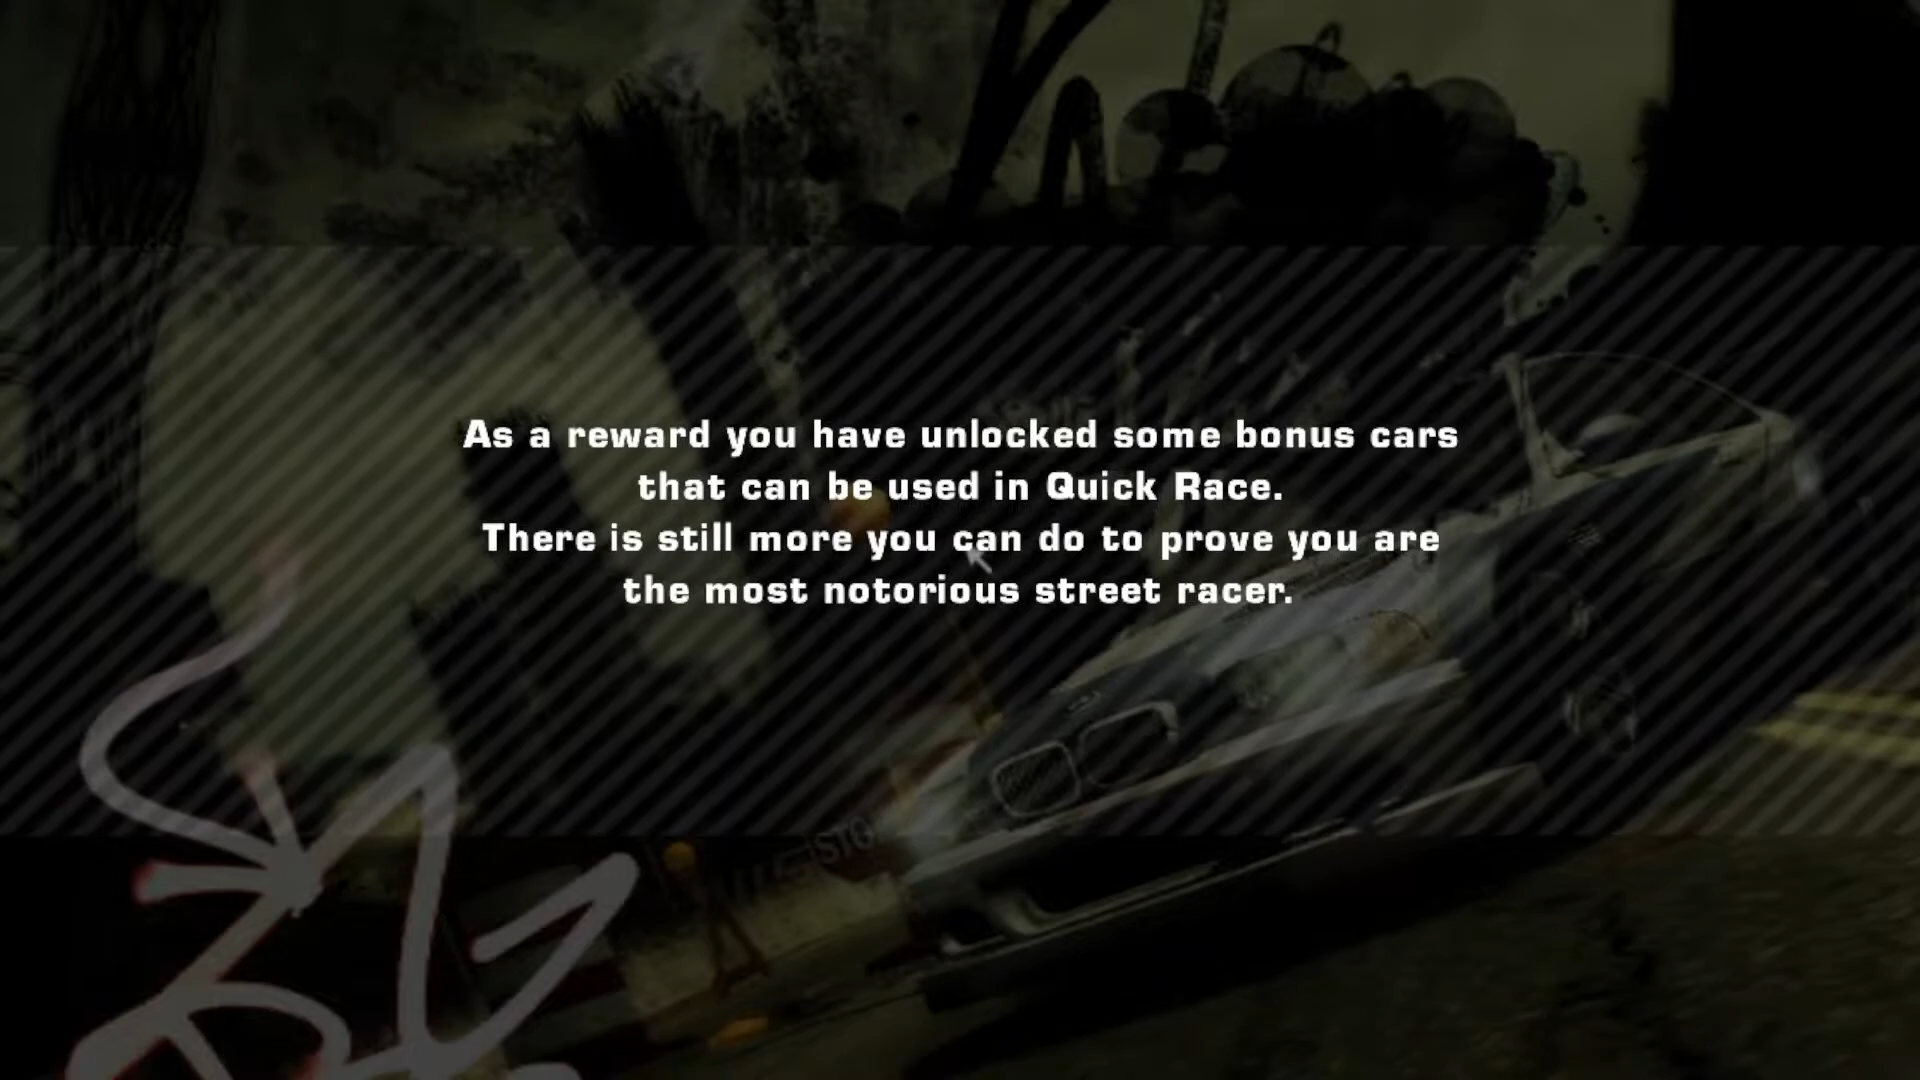 As a reward you have unlocked some bonus cars
that can be used in Quick Race.
There is still more you can do to prove you are
the most notorious street racer.